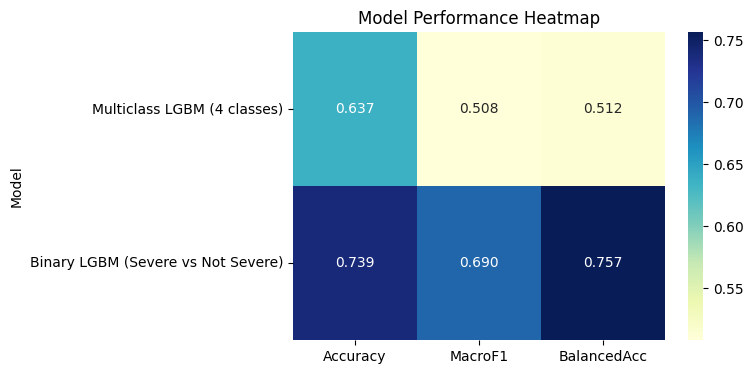 Model Performance Heatmap
Model
Multiclass LGBM (4 classes)
0.637 0.508 0.512
Binary LGBM (Severe vs Not Severe)
0.739 0.690 0.757
Accuracy MacroF1 BalancedAcc
0.75
0.70
0.65
0.60
0.55